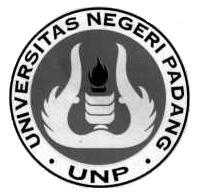 UNIVERSITAS NEGERI PADANG
· UNP ·